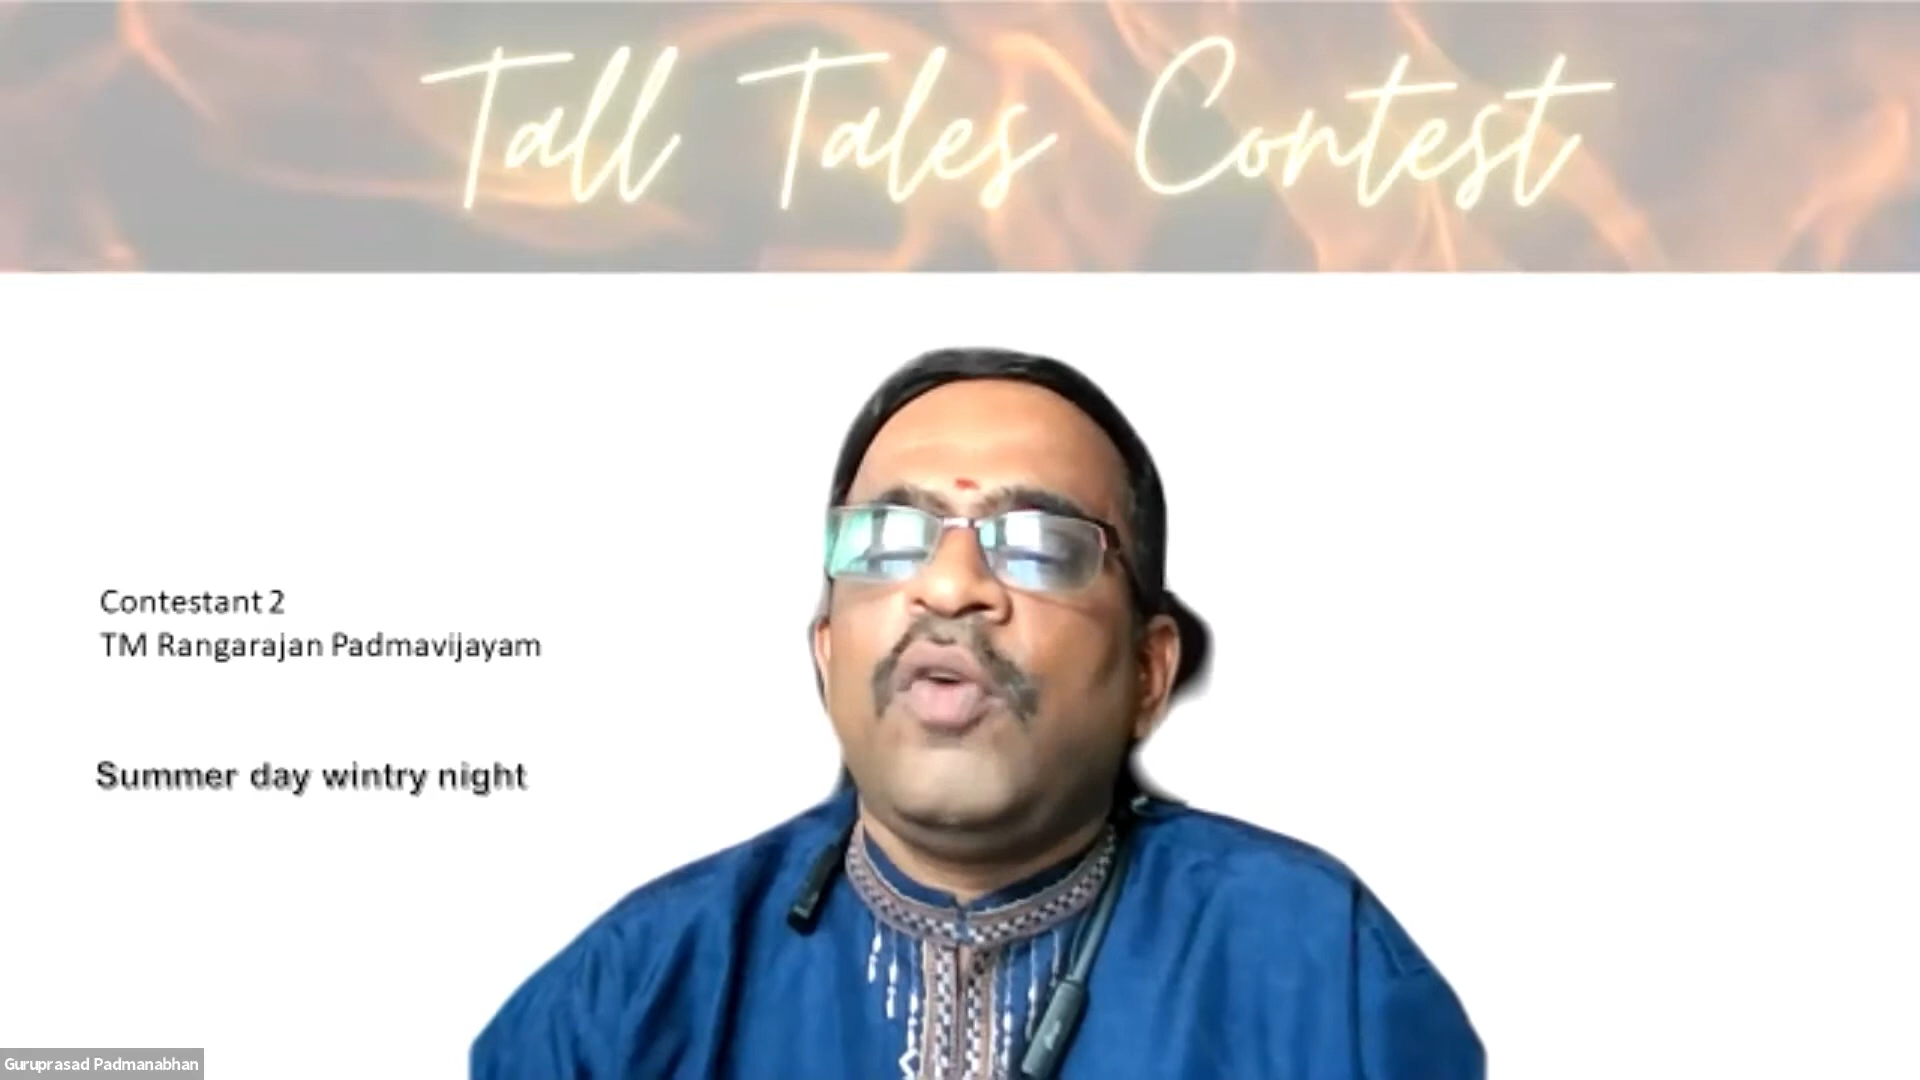 Tall Tales Contest
Contestant 2
TM Rangarajan Padmavijayam
Summer day wintry night
Guruprasad Padmanabhan